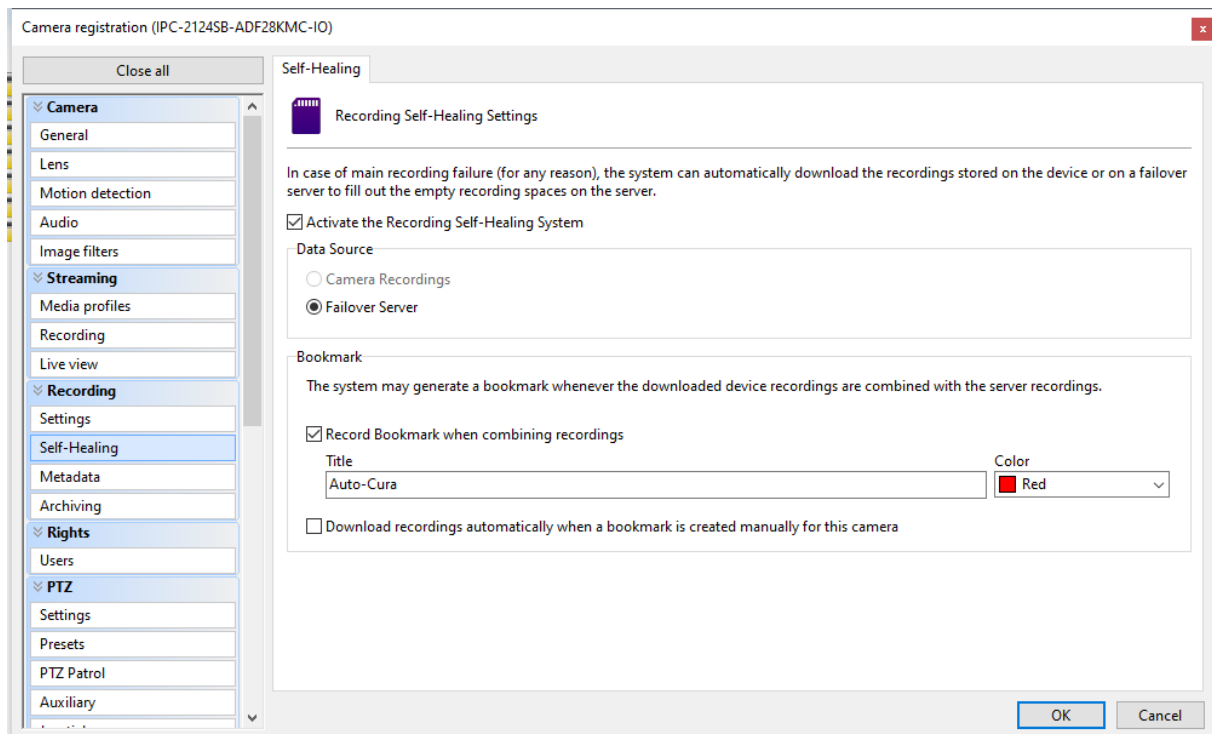 Camera registration (IPC-2124SB-ADF28KMC-IO)
x
Close all
Camera
General
Lens
Motion detection
Audio
Image filters
Streaming
Media profiles
Recording
Live view
Recording
Settings
Self-Healing
Metadata
Archiving
Rights
Users
PTZ
Settings
Presets
PTZ Patrol
Auxiliary
Self-Healing
Recording Self-Healing Settings
In case of main recording failure (for any reason), the system can automatically download the recordings stored on the device or on a failover
server to fill out the empty recording spaces on the server.
Activate the Recording Self-Healing System
Data Source
Camera Recordings
Failover Server
Bookmark
The system may generate a bookmark whenever the downloaded device recordings are combined with the server recordings.
Record Bookmark when combining recordings
Title Color
Auto-Cura Red
Download recordings automatically when a bookmark is created manually for this camera
OK Cancel